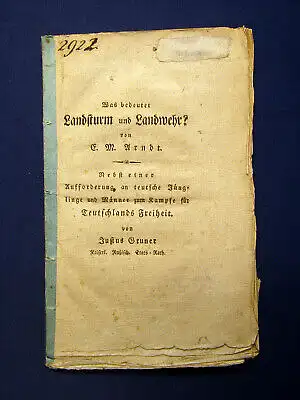 2922
Was bedeutet
Landsturm und Landwehr?
von
E. M. Arndt.
Nebst einer
Aufforderung an teutsche Jüng-
linge und Männer zum Kampfe für
Teutschlands Freiheit.
von
Justus Gruner
Kaiserl. Russisch. Etats-Rath.